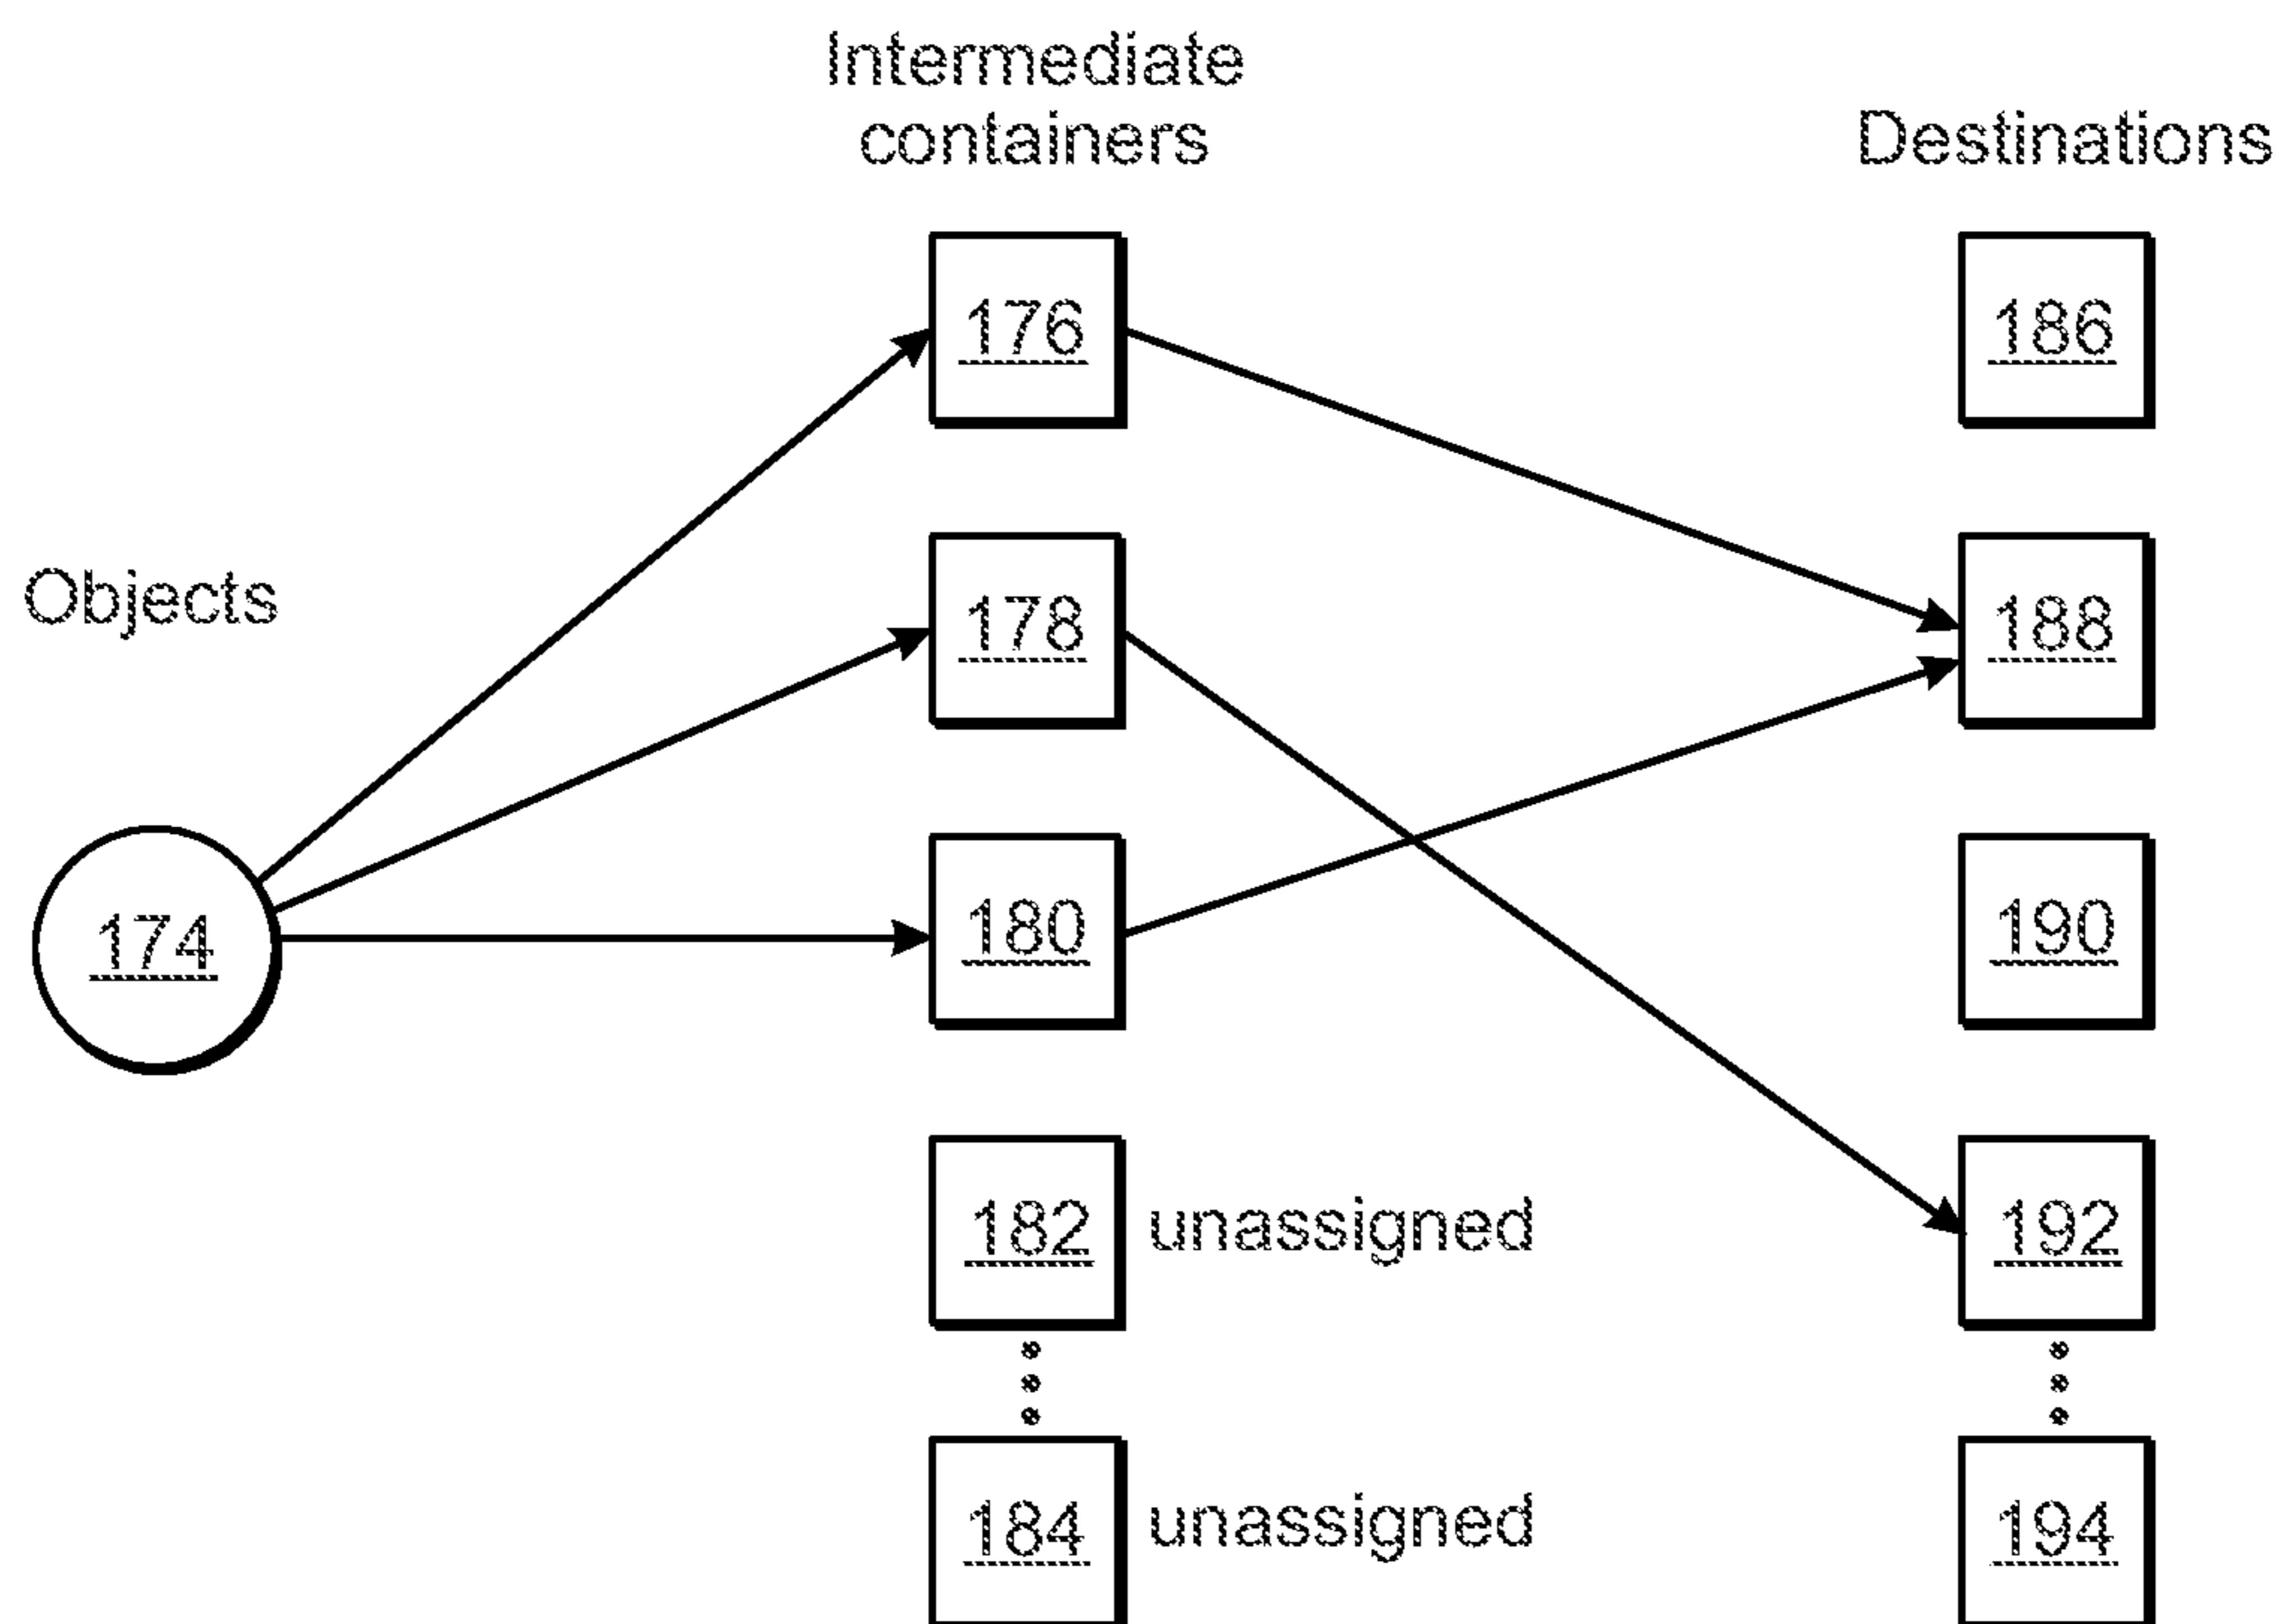 Intermediate
containers
Destinations
176
186
Objects
178
188
174
180
190
182 unassigned
192
184 unassigned
194